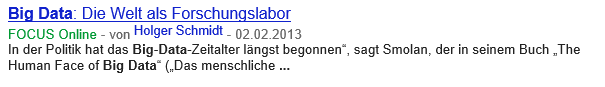 Big Data: Die Welt als Forschungslabor
FOCUS Online - von Holger Schmidt - 02.02.2013
In der Politik hat das Big-Data-Zeitalter längst begonnen“, sagt Smolan, der in seinem Buch „The
Human Face of Big Data“ („Das menschliche ...